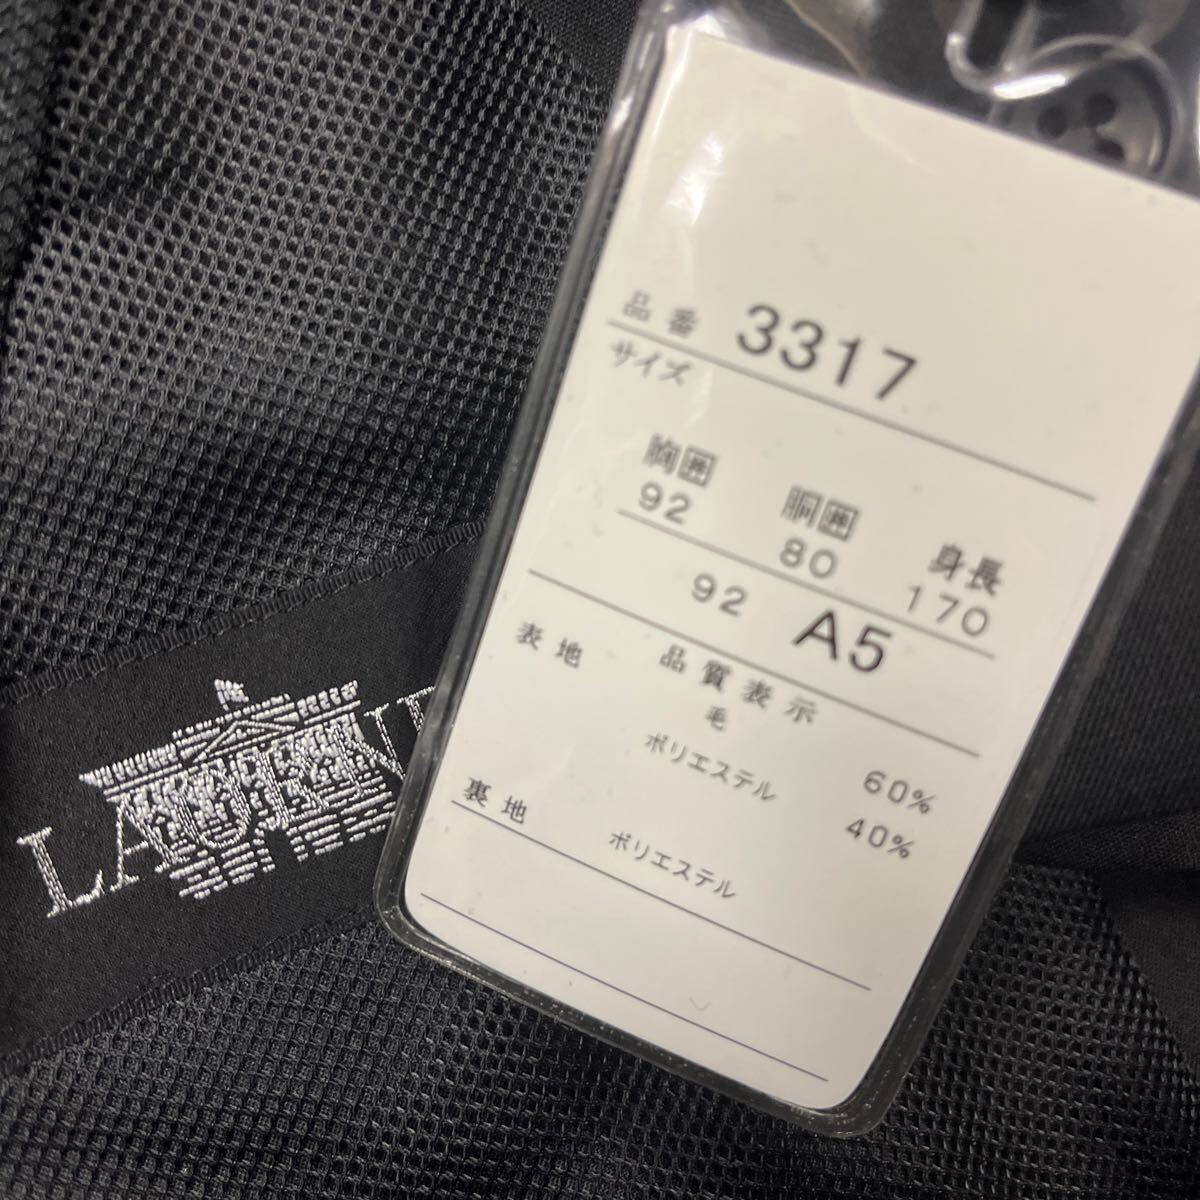 品番 3317
サイズ
胸囲 胴囲 身長
92 80 170
92 A5
品質表示
表地 毛 60%
ポリエステル 40%
裏地 ポリエステル